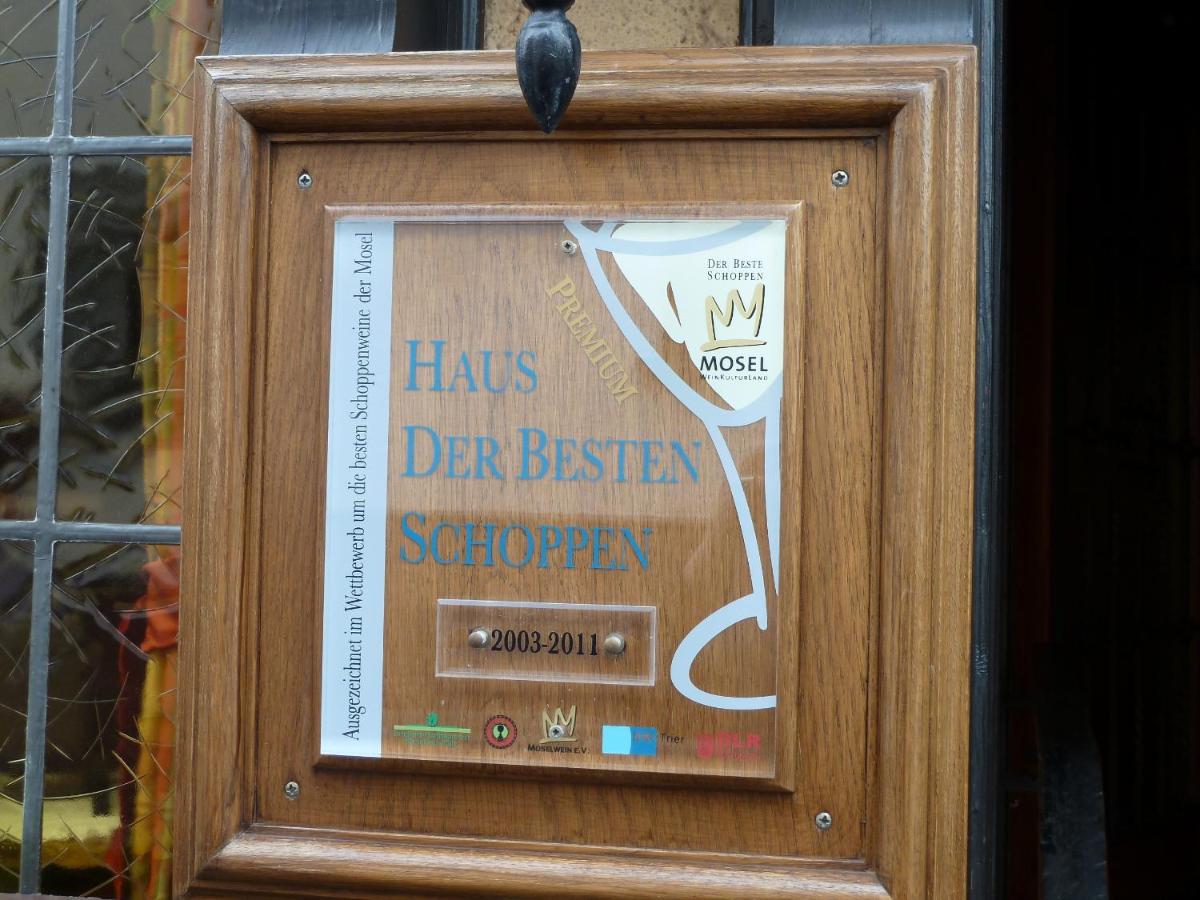 Ausgezeichnet im Wettbewerb um die besten Schoppenweine der Mosel
PREMIUM
DER BESTE
SCHOPPEN
MOSEL
WEINKULTURLAND
HAUS
DER BESTEN
SCHOPPEN
2003-2011
MOSELWEIN E.V.
Trier
DLR